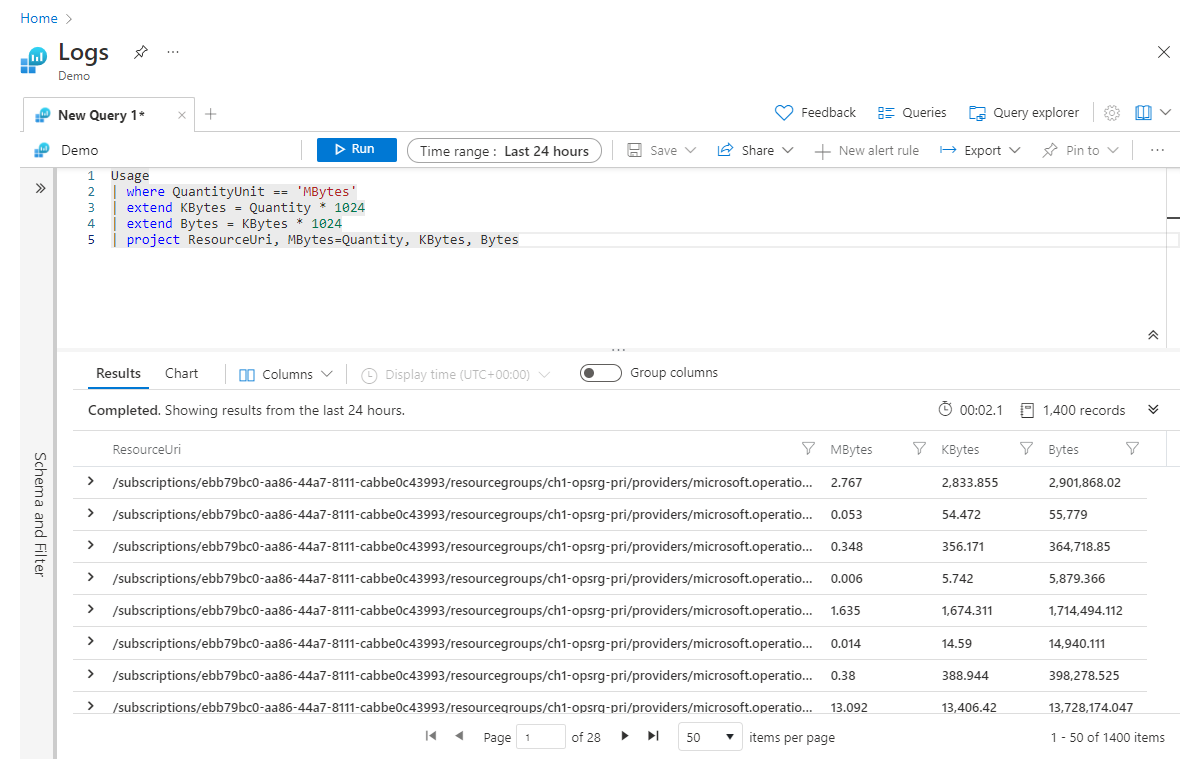 Home
Logs
Demo
New Query 1*
Feedback
Queries
Query explorer
Demo
Run
Time range : Last 24 hours
Save
Share
New alert rule
Export
Pin to
1 Usage
2 | where QuantityUnit == 'MBytes'
3 | extend KBytes = Quantity * 1024
4 | extend Bytes = KBytes * 1024
5 | project ResourceUri, MBytes=Quantity, KBytes, Bytes
Schema and Filter
Results Chart Columns Display time (UTC+00:00) Group columns
Completed. Showing results from the last 24 hours. 00:02.1 1,400 records
ResourceUri MBytes KBytes Bytes
/subscriptions/ebb79bc0-aa86-44a7-8111-cabbe0c43993/resourcegroups/ch1-opsrg-pri/providers/microsoft.operatio... 2.767 2,833.855 2,901,868.02
/subscriptions/ebb79bc0-aa86-44a7-8111-cabbe0c43993/resourcegroups/ch1-opsrg-pri/providers/microsoft.operatio... 0.053 54.472 55,779
/subscriptions/ebb79bc0-aa86-44a7-8111-cabbe0c43993/resourcegroups/ch1-opsrg-pri/providers/microsoft.operatio... 0.348 356.171 364,718.85
/subscriptions/ebb79bc0-aa86-44a7-8111-cabbe0c43993/resourcegroups/ch1-opsrg-pri/providers/microsoft.operatio... 0.006 5.742 5,879.366
/subscriptions/ebb79bc0-aa86-44a7-8111-cabbe0c43993/resourcegroups/ch1-opsrg-pri/providers/microsoft.operatio... 1.635 1,674.311 1,714,494.112
/subscriptions/ebb79bc0-aa86-44a7-8111-cabbe0c43993/resourcegroups/ch1-opsrg-pri/providers/microsoft.operatio... 0.014 14.59 14,940.111
/subscriptions/ebb79bc0-aa86-44a7-8111-cabbe0c43993/resourcegroups/ch1-opsrg-pri/providers/microsoft.operatio... 0.38 388.944 398,278.525
/subscriptions/ebb79bc0-aa86-44a7-8111-cabbe0c43993/resourcegroups/ch1-opsrg-pri/providers/microsoft.operatio... 13.092 13,406.42 13,728,174.047
Page 1 of 28 50 items per page 1 - 50 of 1400 items